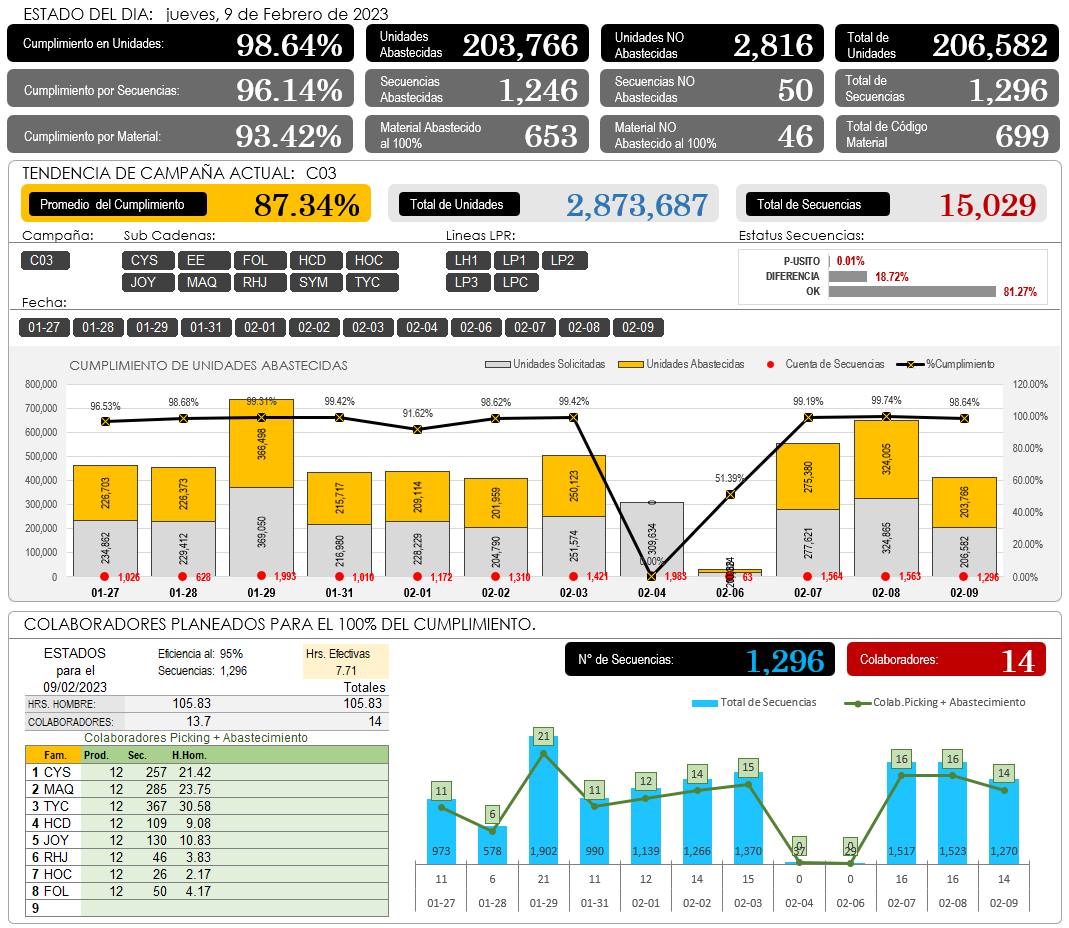 ESTADO DEL DIA: jueves, 9 de Febrero de 2023
Cumplimiento en Unidades: 98.64%
Unidades Abastecidas 203,766
Unidades NO Abastecidas 2,816
Total de Unidades 206,582
Cumplimiento por Secuencias: 96.14%
Secuencias Abastecidas 1,246
Secuencias NO Abastecidas 50
Total de Secuencias 1,296
Cumplimiento por Material: 93.42%
Material Abastecido al 100% 653
Material NO Abastecido al 100% 46
Total de Código Material 699
TENDENCIA DE CAMPAÑA ACTUAL: C03
Promedio del Cumplimiento 87.34%
Total de Unidades 2,873,687
Total de Secuencias 15,029
Campaña: Sub Cadenas: Lineas LPR: Estatus Secuencias:
C03 CYS EE FOL HCD HOC LH1 LP1 LP2
JOY MAQ RHJ SYM TYC LP3 LPC
P-USITO 0.01%
DIFERENCIA 18.72%
OK 81.27%
Fecha:
01-27 01-28 01-29 01-31 02-01 02-02 02-03 02-04 02-06 02-07 02-08 02-09
CUMPLIMIENTO DE UNIDADES ABASTECIDAS
Unidades Solicitadas Unidades Abastecidas Cuenta de Secuencias %Cumplimiento
800,000
700,000
600,000
500,000
400,000
300,000
200,000
100,000
0
120.00%
100.00%
80.00%
60.00%
40.00%
20.00%
0.00%
96.53% 98.68% 99.31% 99.42% 91.62% 98.62% 99.42% 0.00% 51.39% 99.19% 99.74% 98.64%
226,703 226,373 366,498 215,717 209,114 201,959 250,123 0 275,380 324,005 203,766
234,862 229,412 369,050 216,980 228,229 204,790 251,574 309,634 277,621 324,865 206,582
1,026 628 1,993 1,010 1,172 1,310 1,421 1,983 63 1,564 1,563 1,296
01-27 01-28 01-29 01-31 02-01 02-02 02-03 02-04 02-06 02-07 02-08 02-09
COLABORADORES PLANEADOS PARA EL 100% DEL CUMPLIMIENTO.
ESTADOS
para el
09/02/2023
Eficiencia al: 95%
Secuencias: 1,296
Hrs. Efectivas
7.71
Totales
HRS. HOMBRE: 105.83 105.83
COLABORADORES: 13.7 14
Colaboradores Picking + Abastecimiento
Fam. Prod. Sec. H.Hom.
1 CYS 12 257 21.42
2 MAQ 12 285 23.75
3 TYC 12 367 30.58
4 HCD 12 109 9.08
5 JOY 12 130 10.83
6 RHJ 12 46 3.83
7 HOC 12 26 2.17
8 FOL 12 50 4.17
9
N° de Secuencias: 1,296
Colaboradores: 14
Total de Secuencias Colab.Picking + Abastecimiento
11 6 21 11 12 14 15 0 0 16 16 14
973 578 1,902 990 1,139 1,266 1,370 37 29 1,517 1,523 1,270
11 6 21 11 12 14 15 0 0 16 16 14
01-27 01-28 01-29 01-31 02-01 02-02 02-03 02-04 02-06 02-07 02-08 02-09